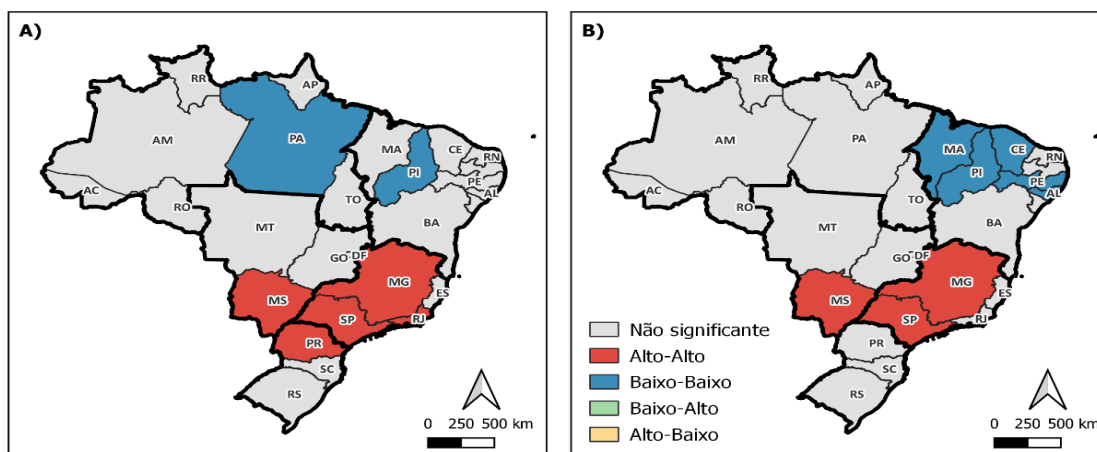 A)
RR
AP
AM
PA
MA
CE
RN
PI
PE
AL
AC
TO
RO
BA
MT
GO
DF
MG
ES
MS
SP
RJ
PR
SC
RS
0 250 500 km
B)
RR
AP
AM
PA
MA
CE
RN
PI
PE
AL
AC
TO
RO
BA
MT
GO
DF
MG
ES
MS
SP
RJ
PR
SC
RS
Não significante
Alto-Alto
Baixo-Baixo
Baixo-Alto
Alto-Baixo
0 250 500 km